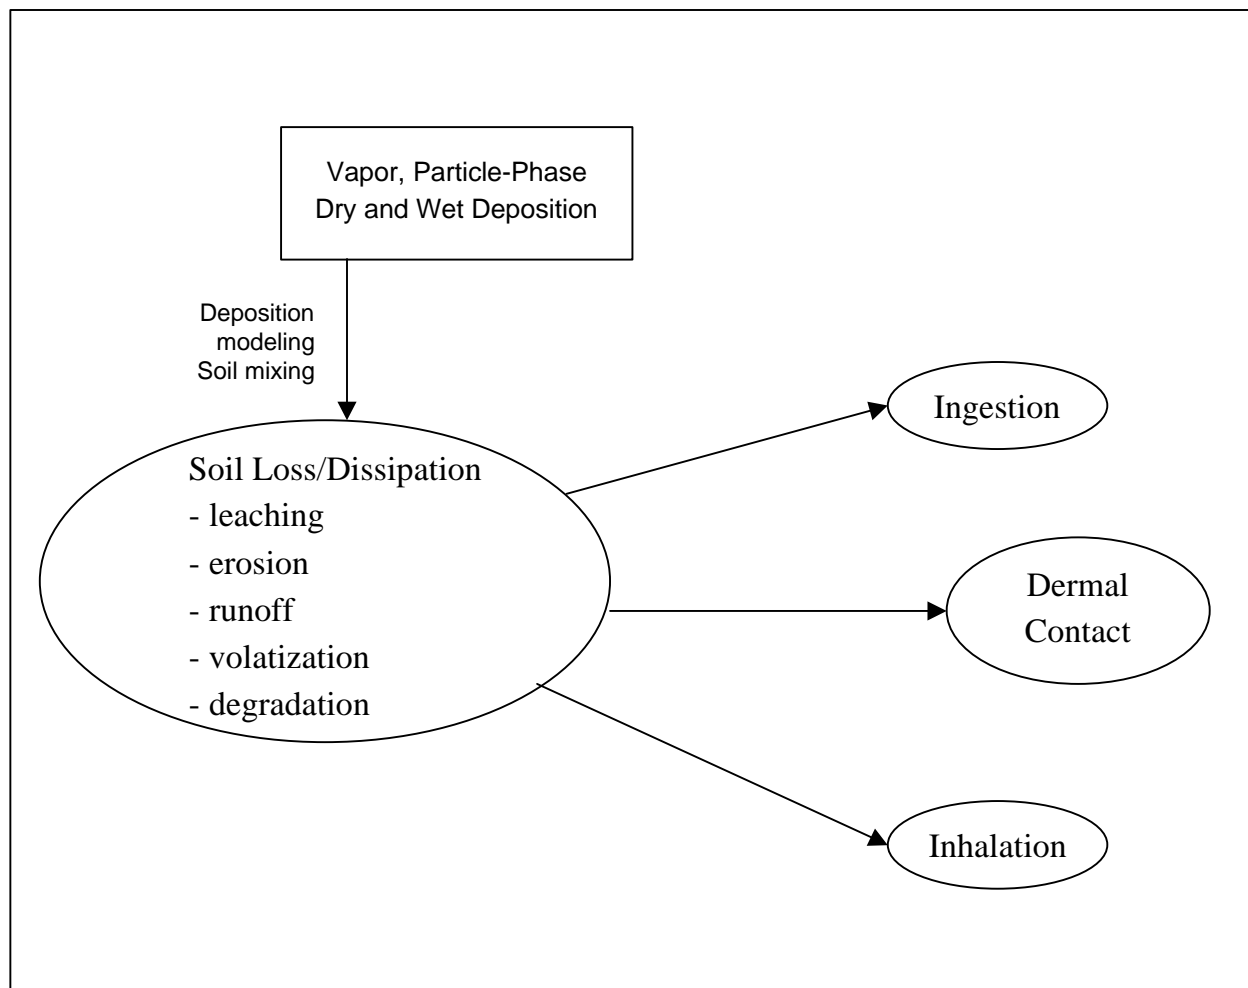 Vapor, Particle-Phase
Dry and Wet Deposition
Deposition
modeling
Soil mixing
Soil Loss/Dissipation
- leaching
- erosion
- runoff
- volatization
- degradation
Ingestion
Dermal
Contact
Inhalation